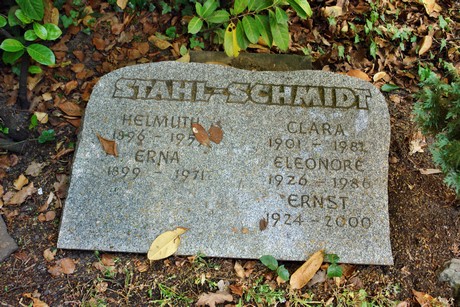 STAHL-SCHMIDT
HELMUTH
1896 -
ERNA
1899 - 1971
CLARA
1901 - 1982
ELEONORE
1926 - 1986
ERNST
1924 - 2000